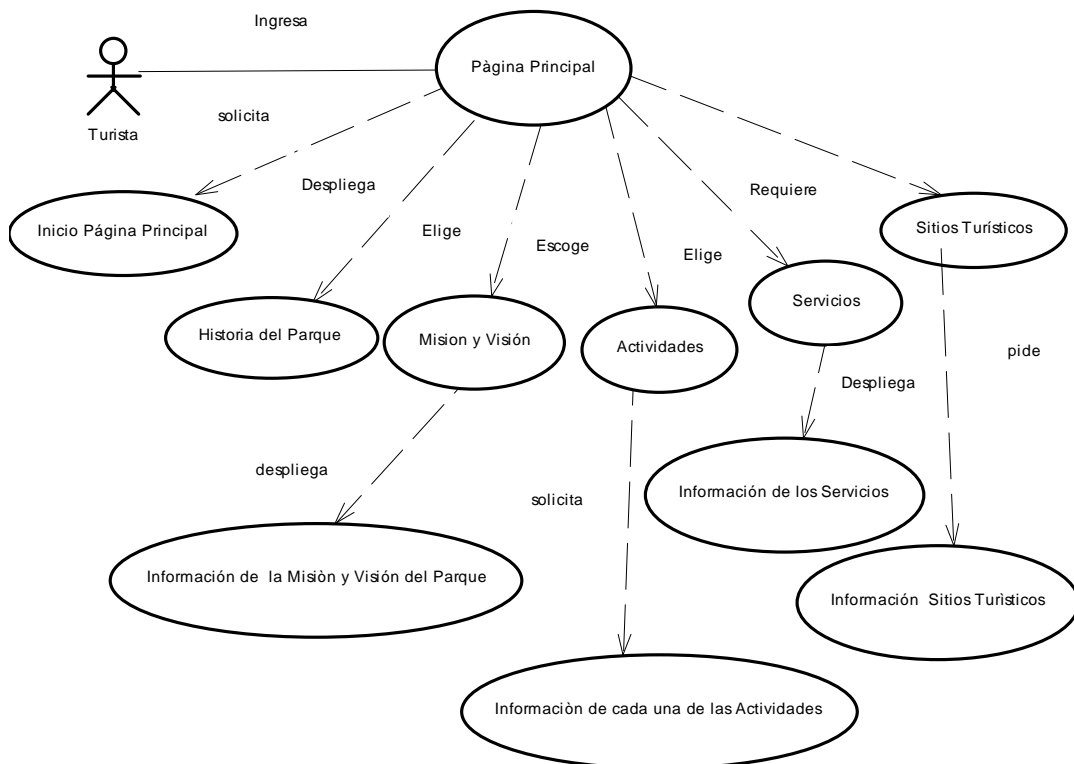 Ingresa
Pàgina Principal
solicita
Turista
Despliega
Requiere
Inicio Página Principal
Elige
Escoge
Elige
Sitios Turísticos
Servicios
Historia del Parque
Mision y Visión
Actividades
pide
Despliega
despliega
solicita
Información de los Servicios
Información de la Misiòn y Visión del Parque
Información Sitios Turìsticos
Informaciòn de cada una de las Actividades